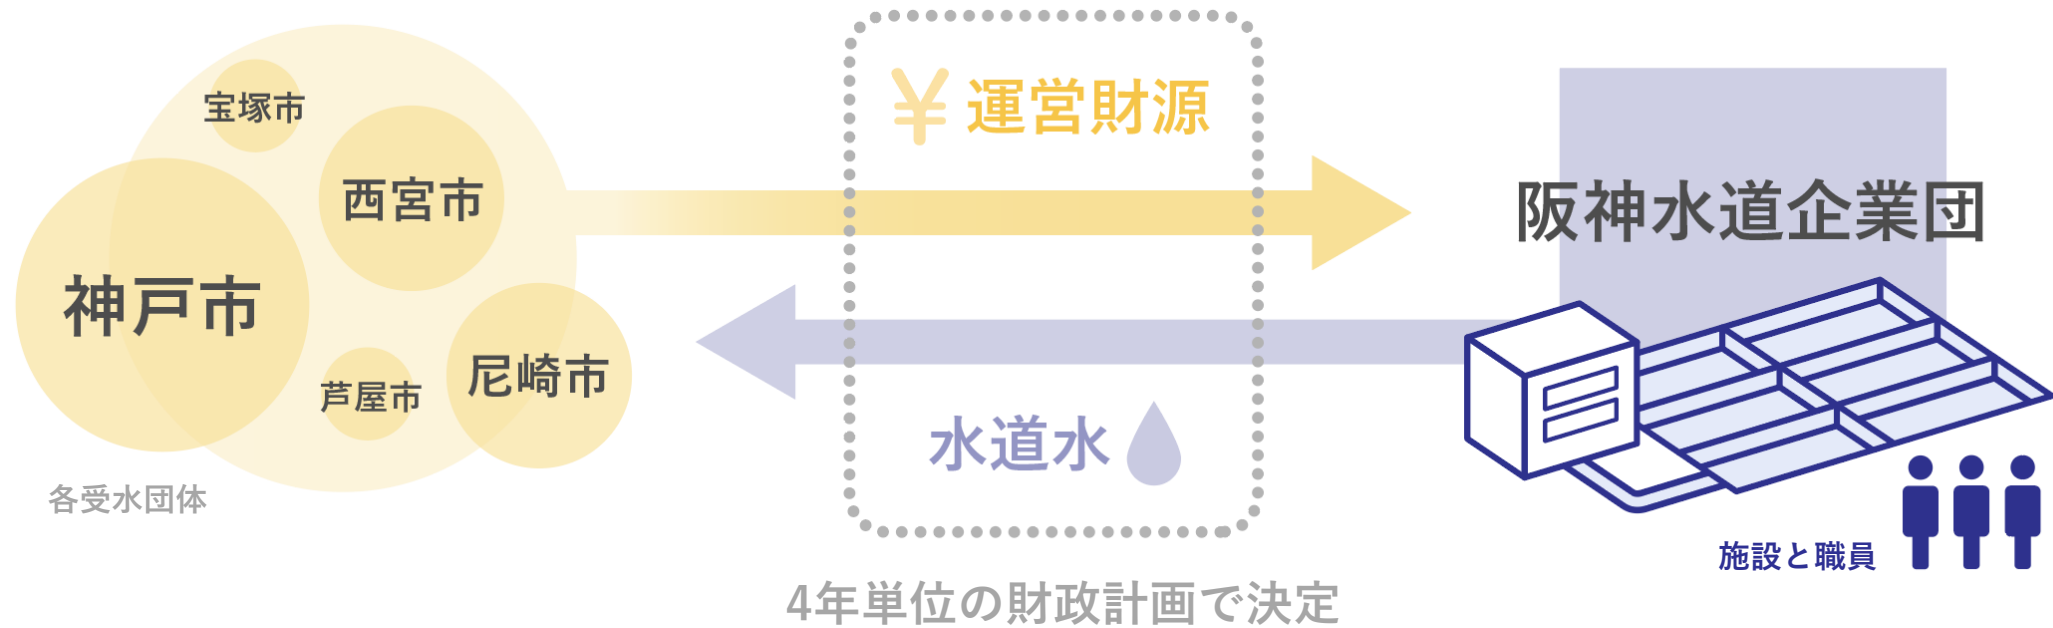 宝塚市
西宮市
神戸市
芦屋市
尼崎市
各受水団体
¥ 運営財源
水道水
4年単位の財政計画で決定
阪神水道企業団
施設と職員